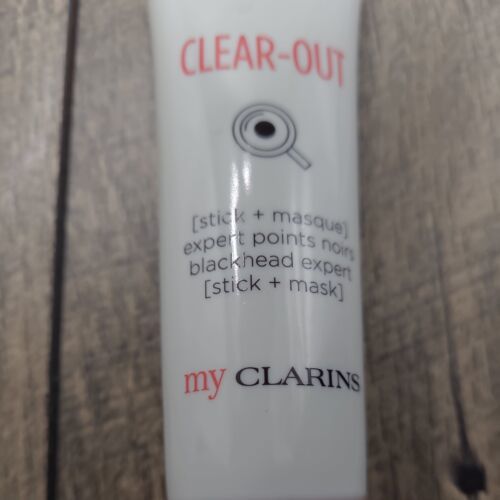 CLEAR-OUT
[stick + masque]
expert points noirs
blackhead expert
[stick + mask]
my CLARINS